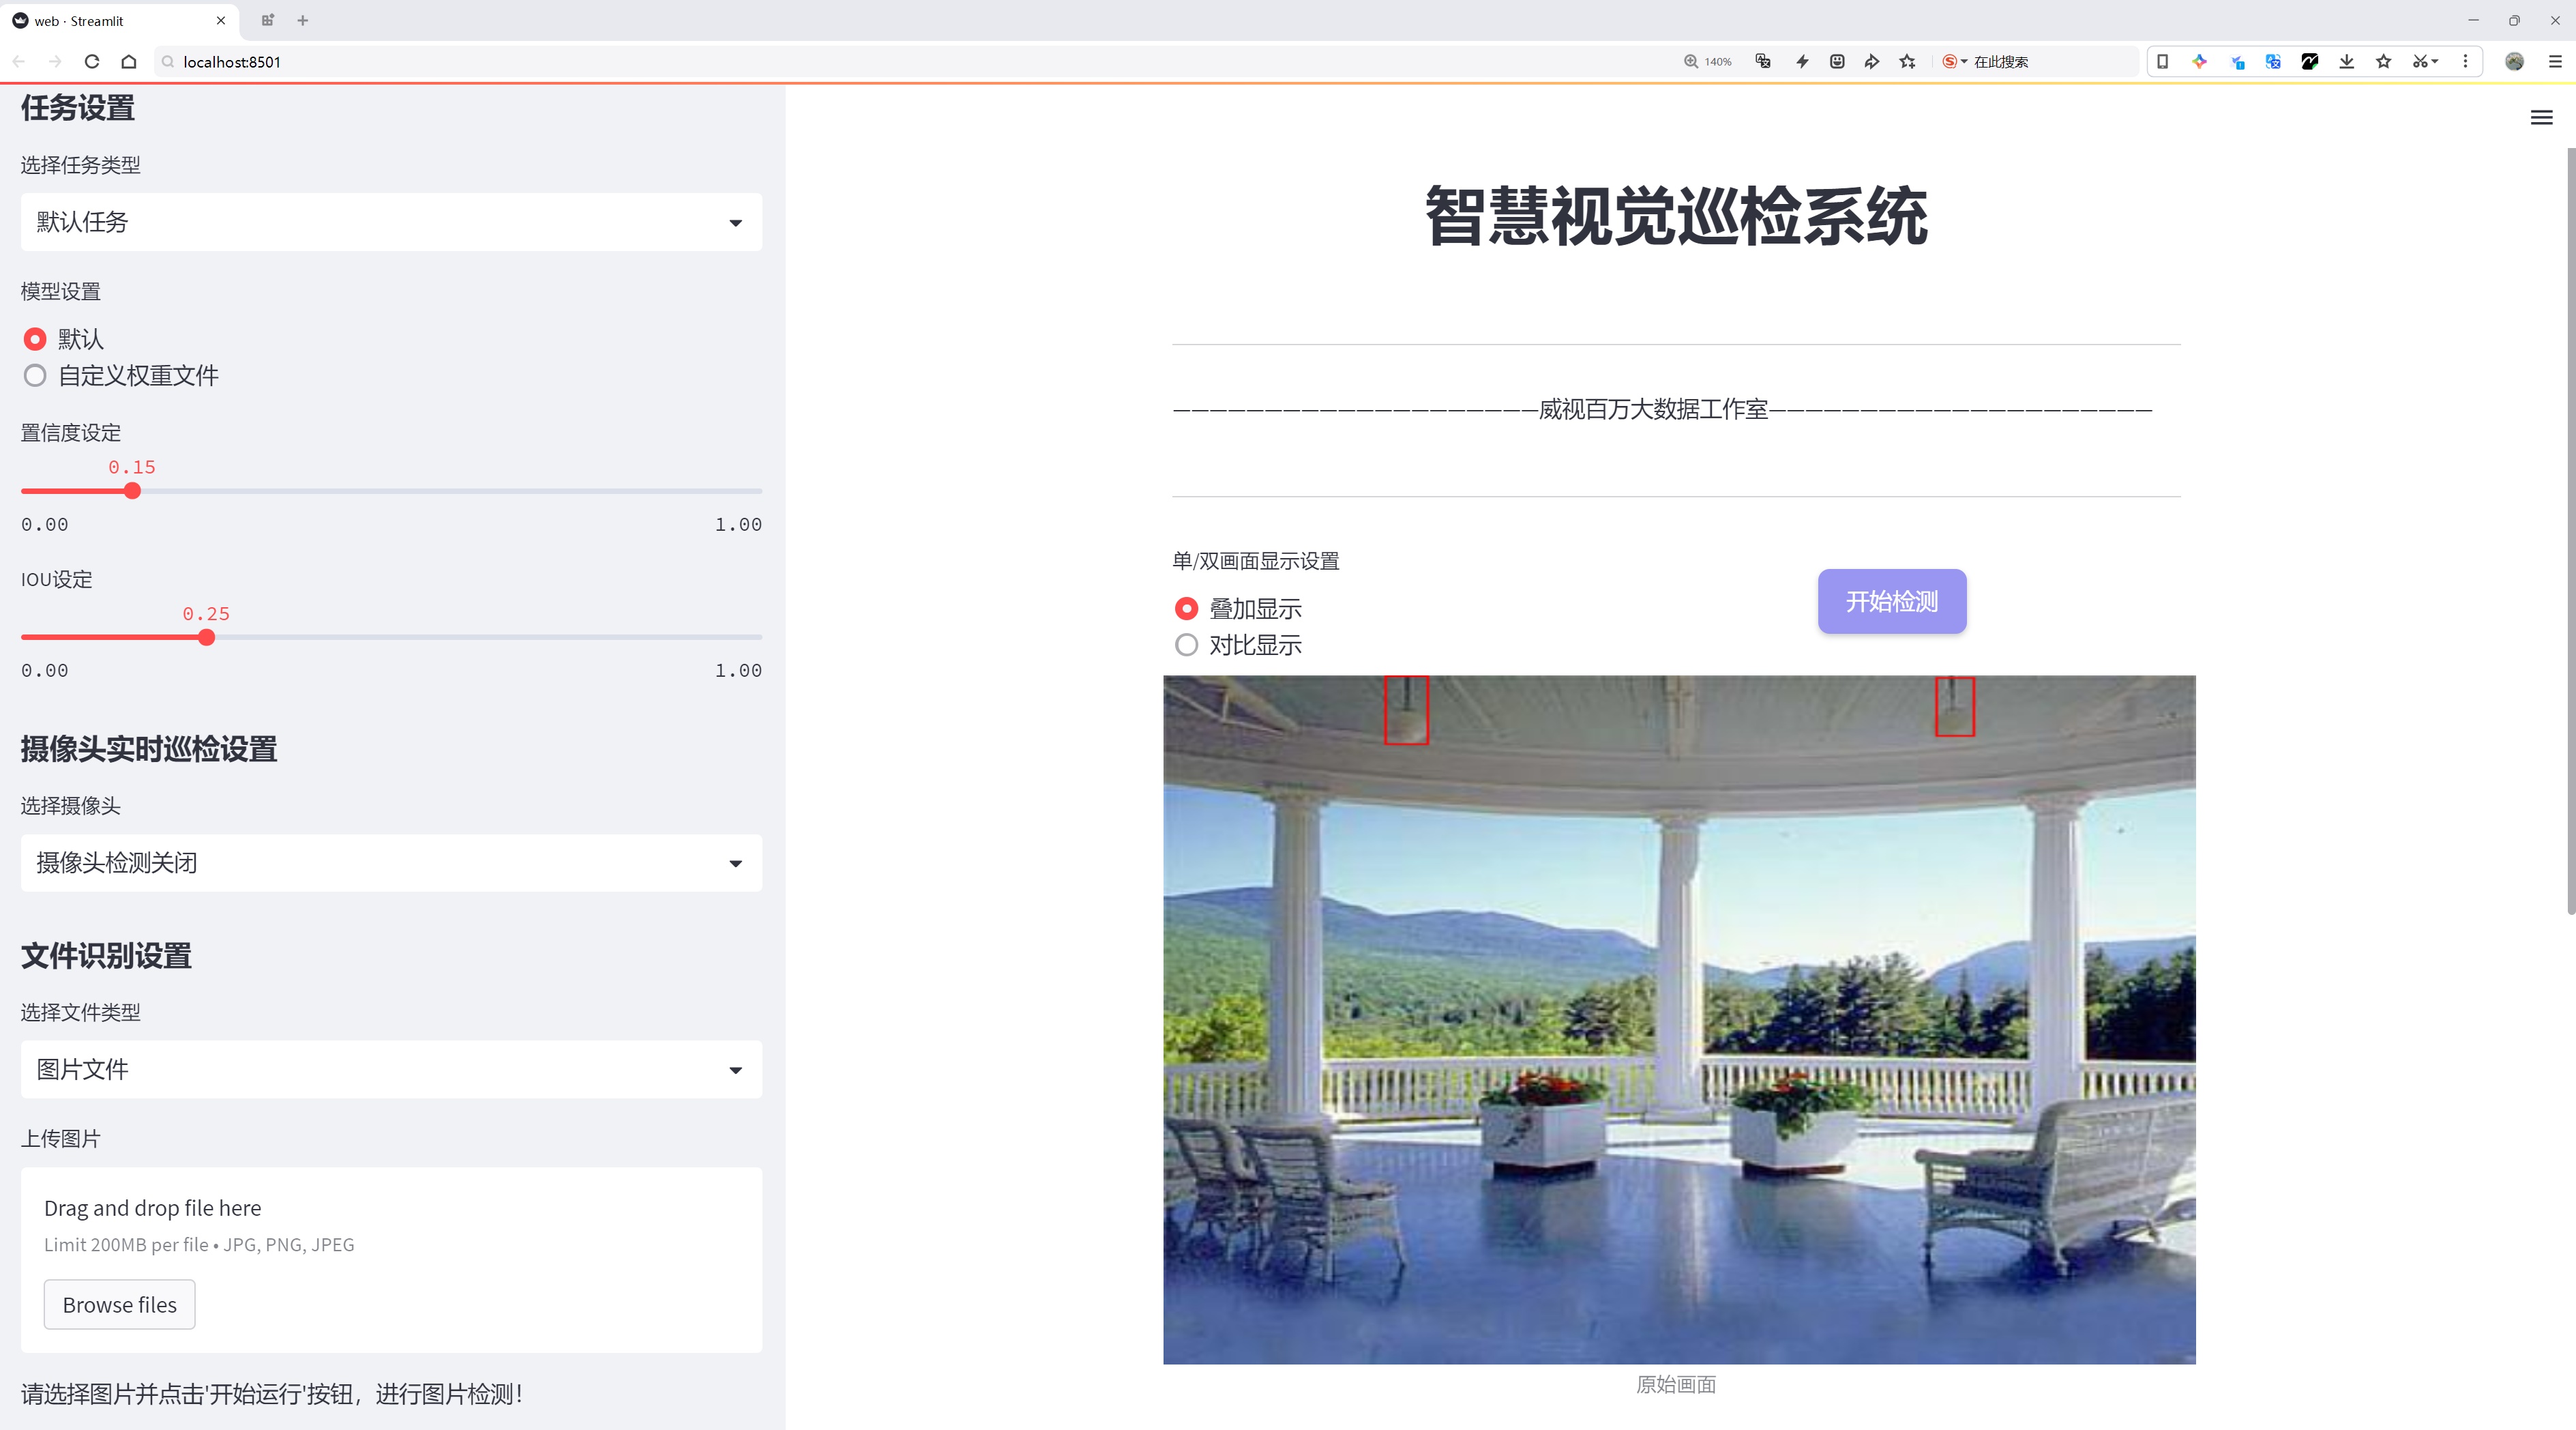 web · Streamlit
localhost:8501
140%
在此搜索
任务设置
选择任务类型
默认任务
模型设置
默认
自定义权重文件
置信度设定
0.15
0.00
1.00
IOU设定
0.25
0.00
1.00
摄像头实时巡检设置
选择摄像头
摄像头检测关闭
文件识别设置
选择文件类型
图片文件
上传图片
Drag and drop file here
Limit 200MB per file • JPG, PNG, JPEG
Browse files
请选择图片并点击'开始运行'按钮，进行图片检测！
智慧视觉巡检系统
————————————————————威视百万大数据工作室—————————————————————
单/双画面显示设置
叠加显示
对比显示
开始检测
原始画面